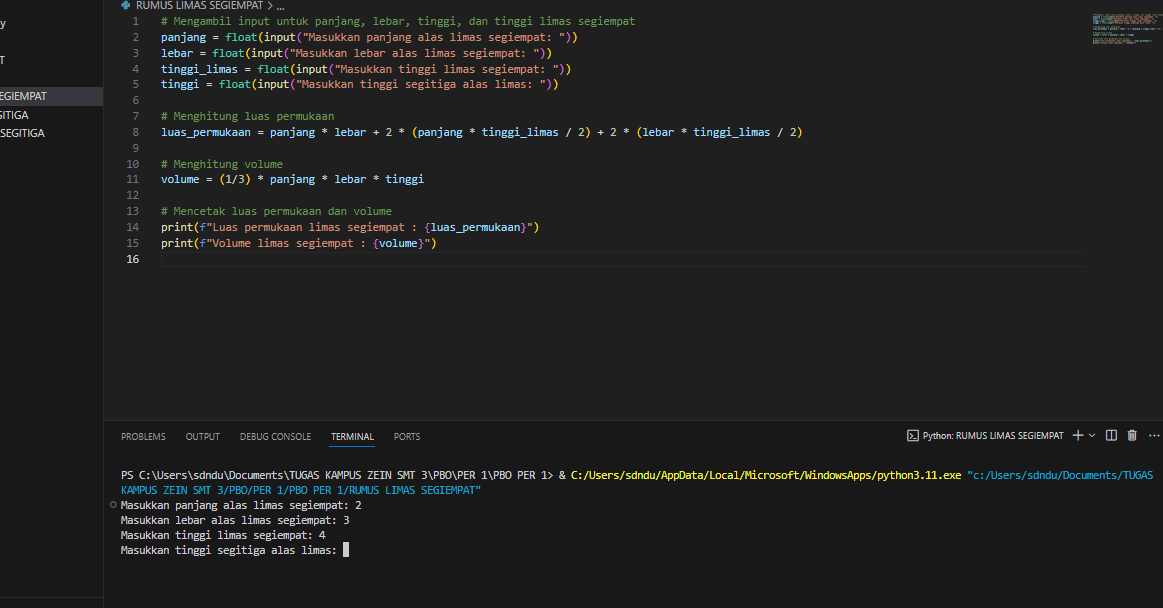 y
T
EGIEMPAT
GITIGA
SEGITIGA
RUMUS LIMAS SEGIEMPAT > ...
1 # Mengambil input untuk panjang, lebar, tinggi, dan tinggi limas segiempat
2 panjang = float(input("Masukkan panjang alas limas segiempat: "))
3 lebar = float(input("Masukkan lebar alas limas segiempat: "))
4 tinggi_limas = float(input("Masukkan tinggi limas segiempat: "))
5 tinggi = float(input("Masukkan tinggi segitiga alas limas: "))
6
7 # Menghitung luas permukaan
8 luas_permukaan = panjang * lebar + 2 * (panjang * tinggi_limas / 2) + 2 * (lebar * tinggi_limas / 2)
9
10 # Menghitung volume
11 volume = (1/3) * panjang * lebar * tinggi
12
13 # Mencetak luas permukaan dan volume
14 print(f"Luas permukaan limas segiempat : {luas_permukaan}")
15 print(f"Volume limas segiempat : {volume}")
16
PROBLEMS OUTPUT DEBUG CONSOLE TERMINAL PORTS Python: RUMUS LIMAS SEGIEMPAT
PS C:\Users\sdndu\Documents\TUGAS KAMPUS ZEIN SMT 3\PBO\PER 1\PBO PER 1> & C:/Users/sdndu/AppData/Local/Microsoft/WindowsApps/python3.11.exe "c:/Users/sdndu/Documents/TUGAS
KAMPUS ZEIN SMT 3/PBO/PER 1/PBO PER 1/RUMUS LIMAS SEGIEMPAT"
Masukkan panjang alas limas segiempat: 2
Masukkan lebar alas limas segiempat: 3
Masukkan tinggi limas segiempat: 4
Masukkan tinggi segitiga alas limas: